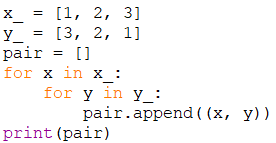 x_ = [1, 2, 3]
y_ = [3, 2, 1]
pair = []
for x in x_:
    for y in y_:
        pair.append((x, y))
print(pair)